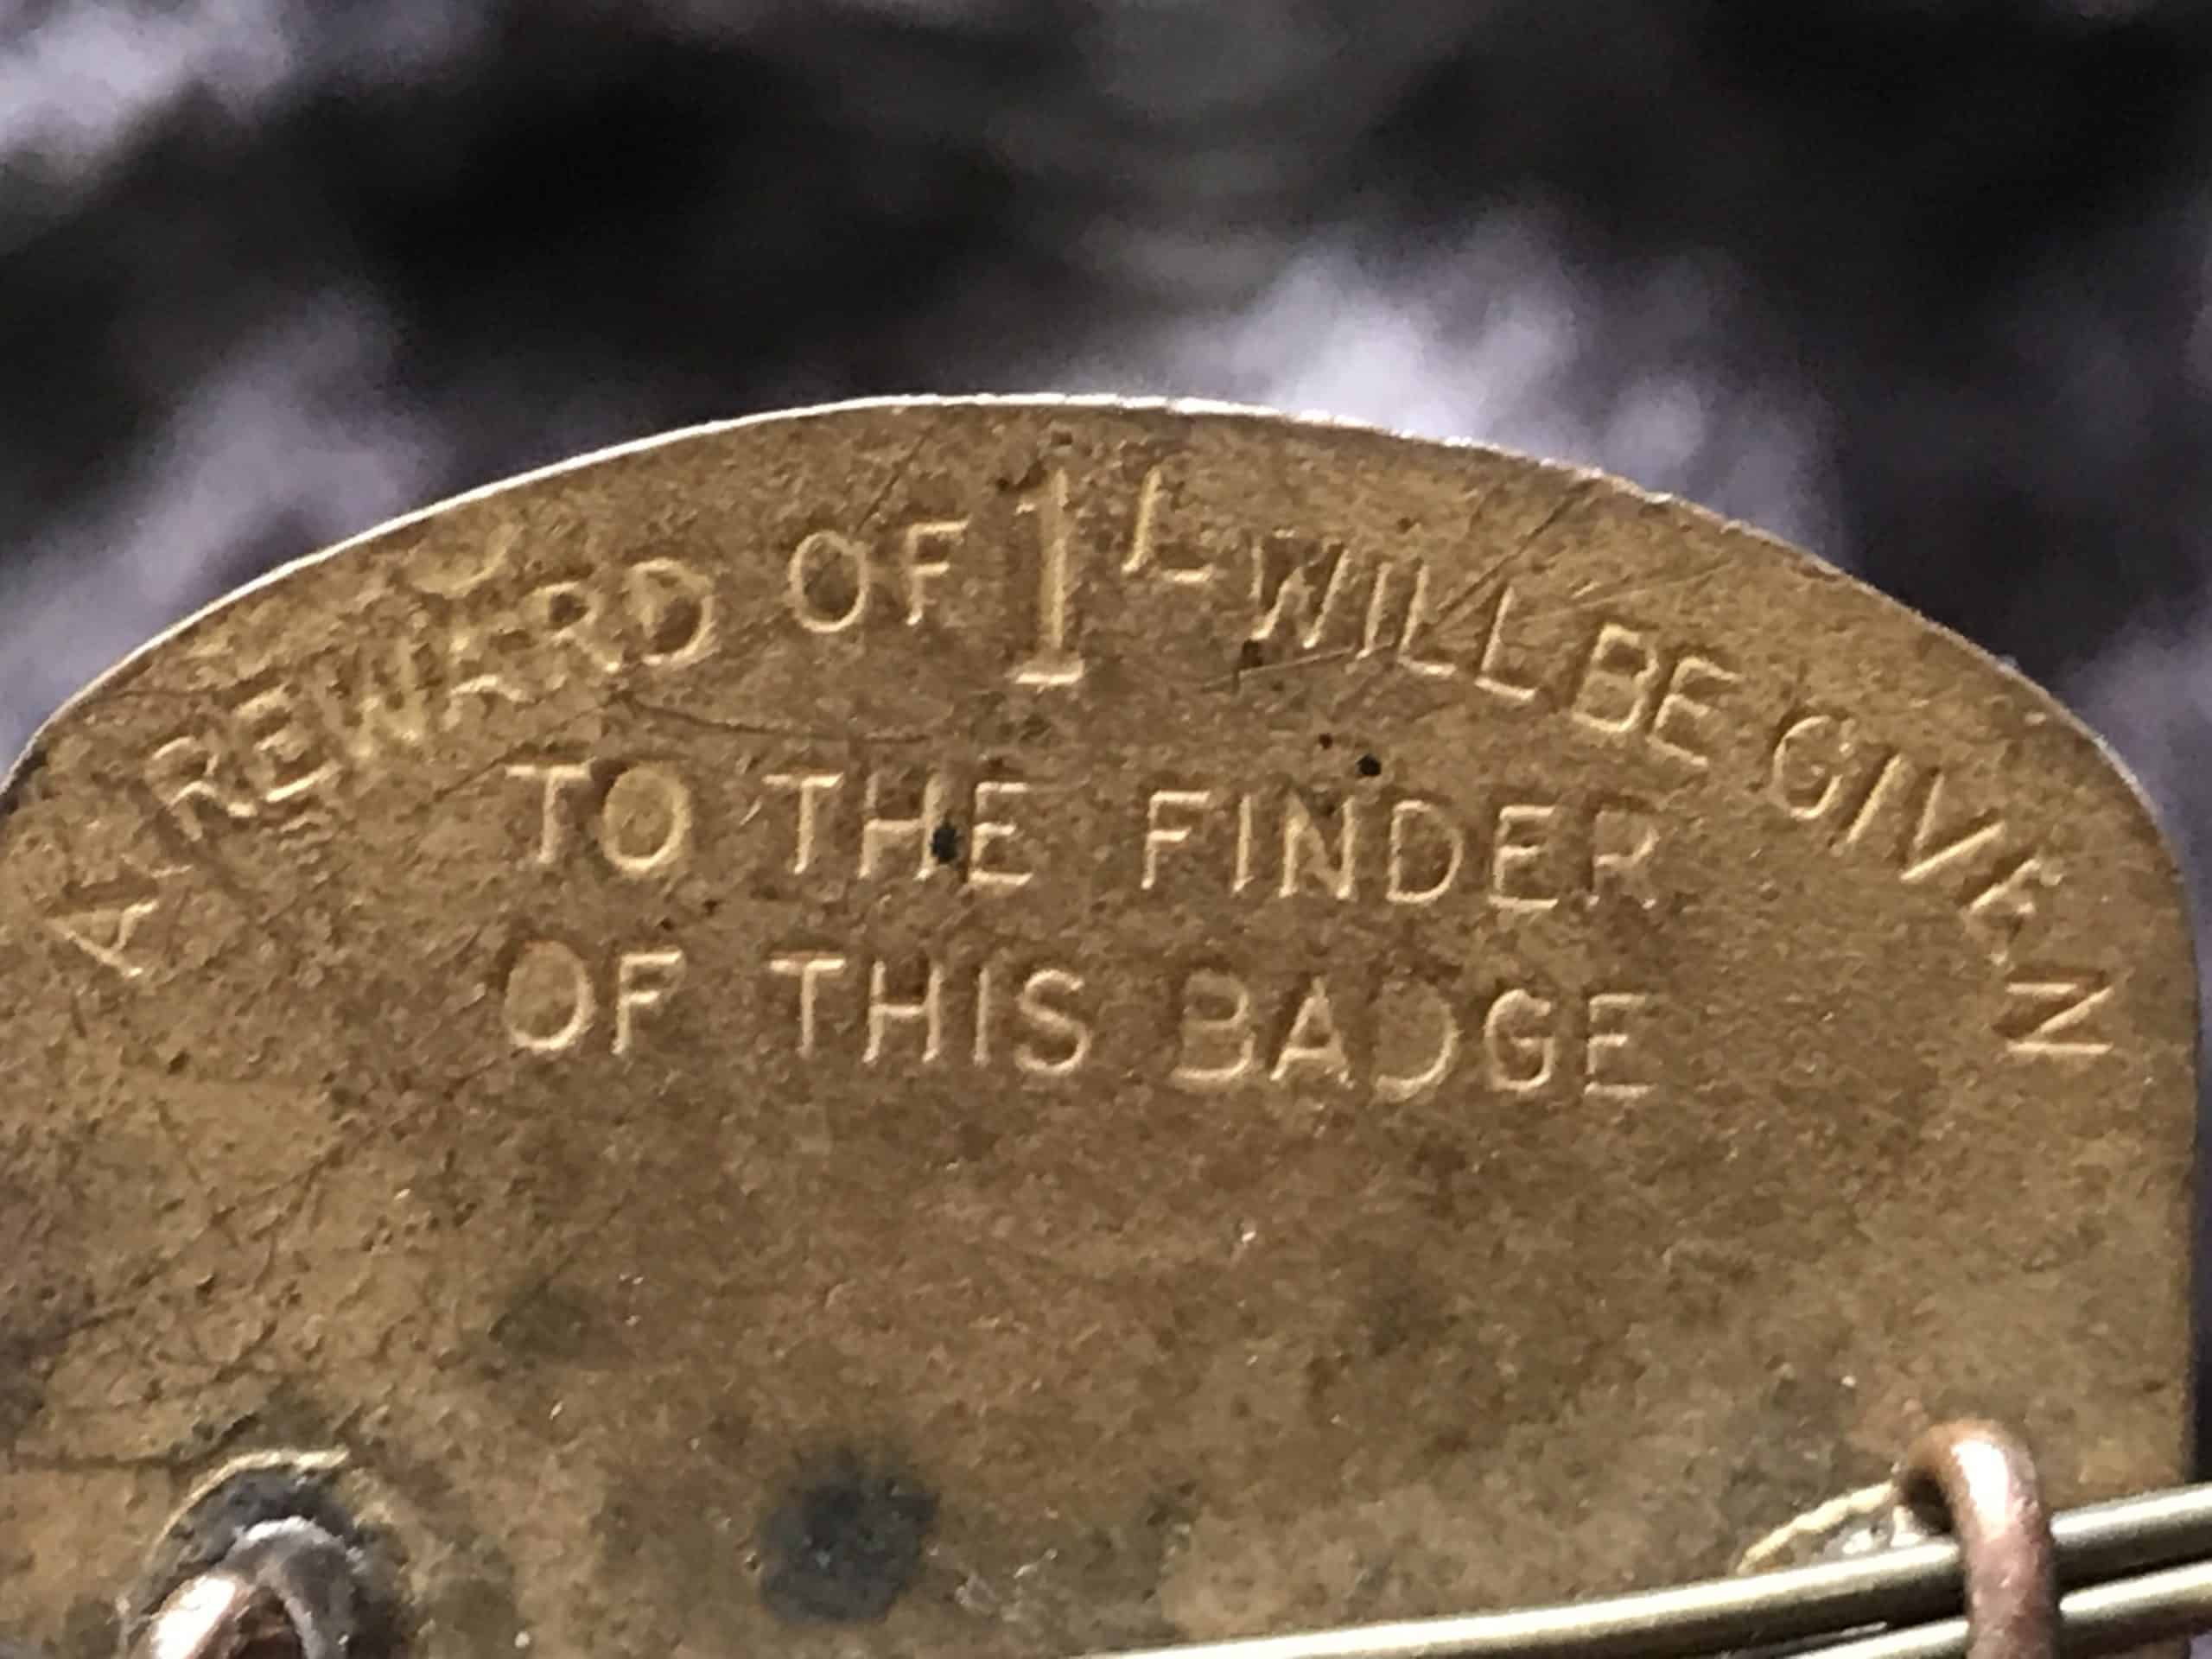 A REWARD OF 1 L WILL BE GIVEN
TO THE FINDER
OF THIS BADGE